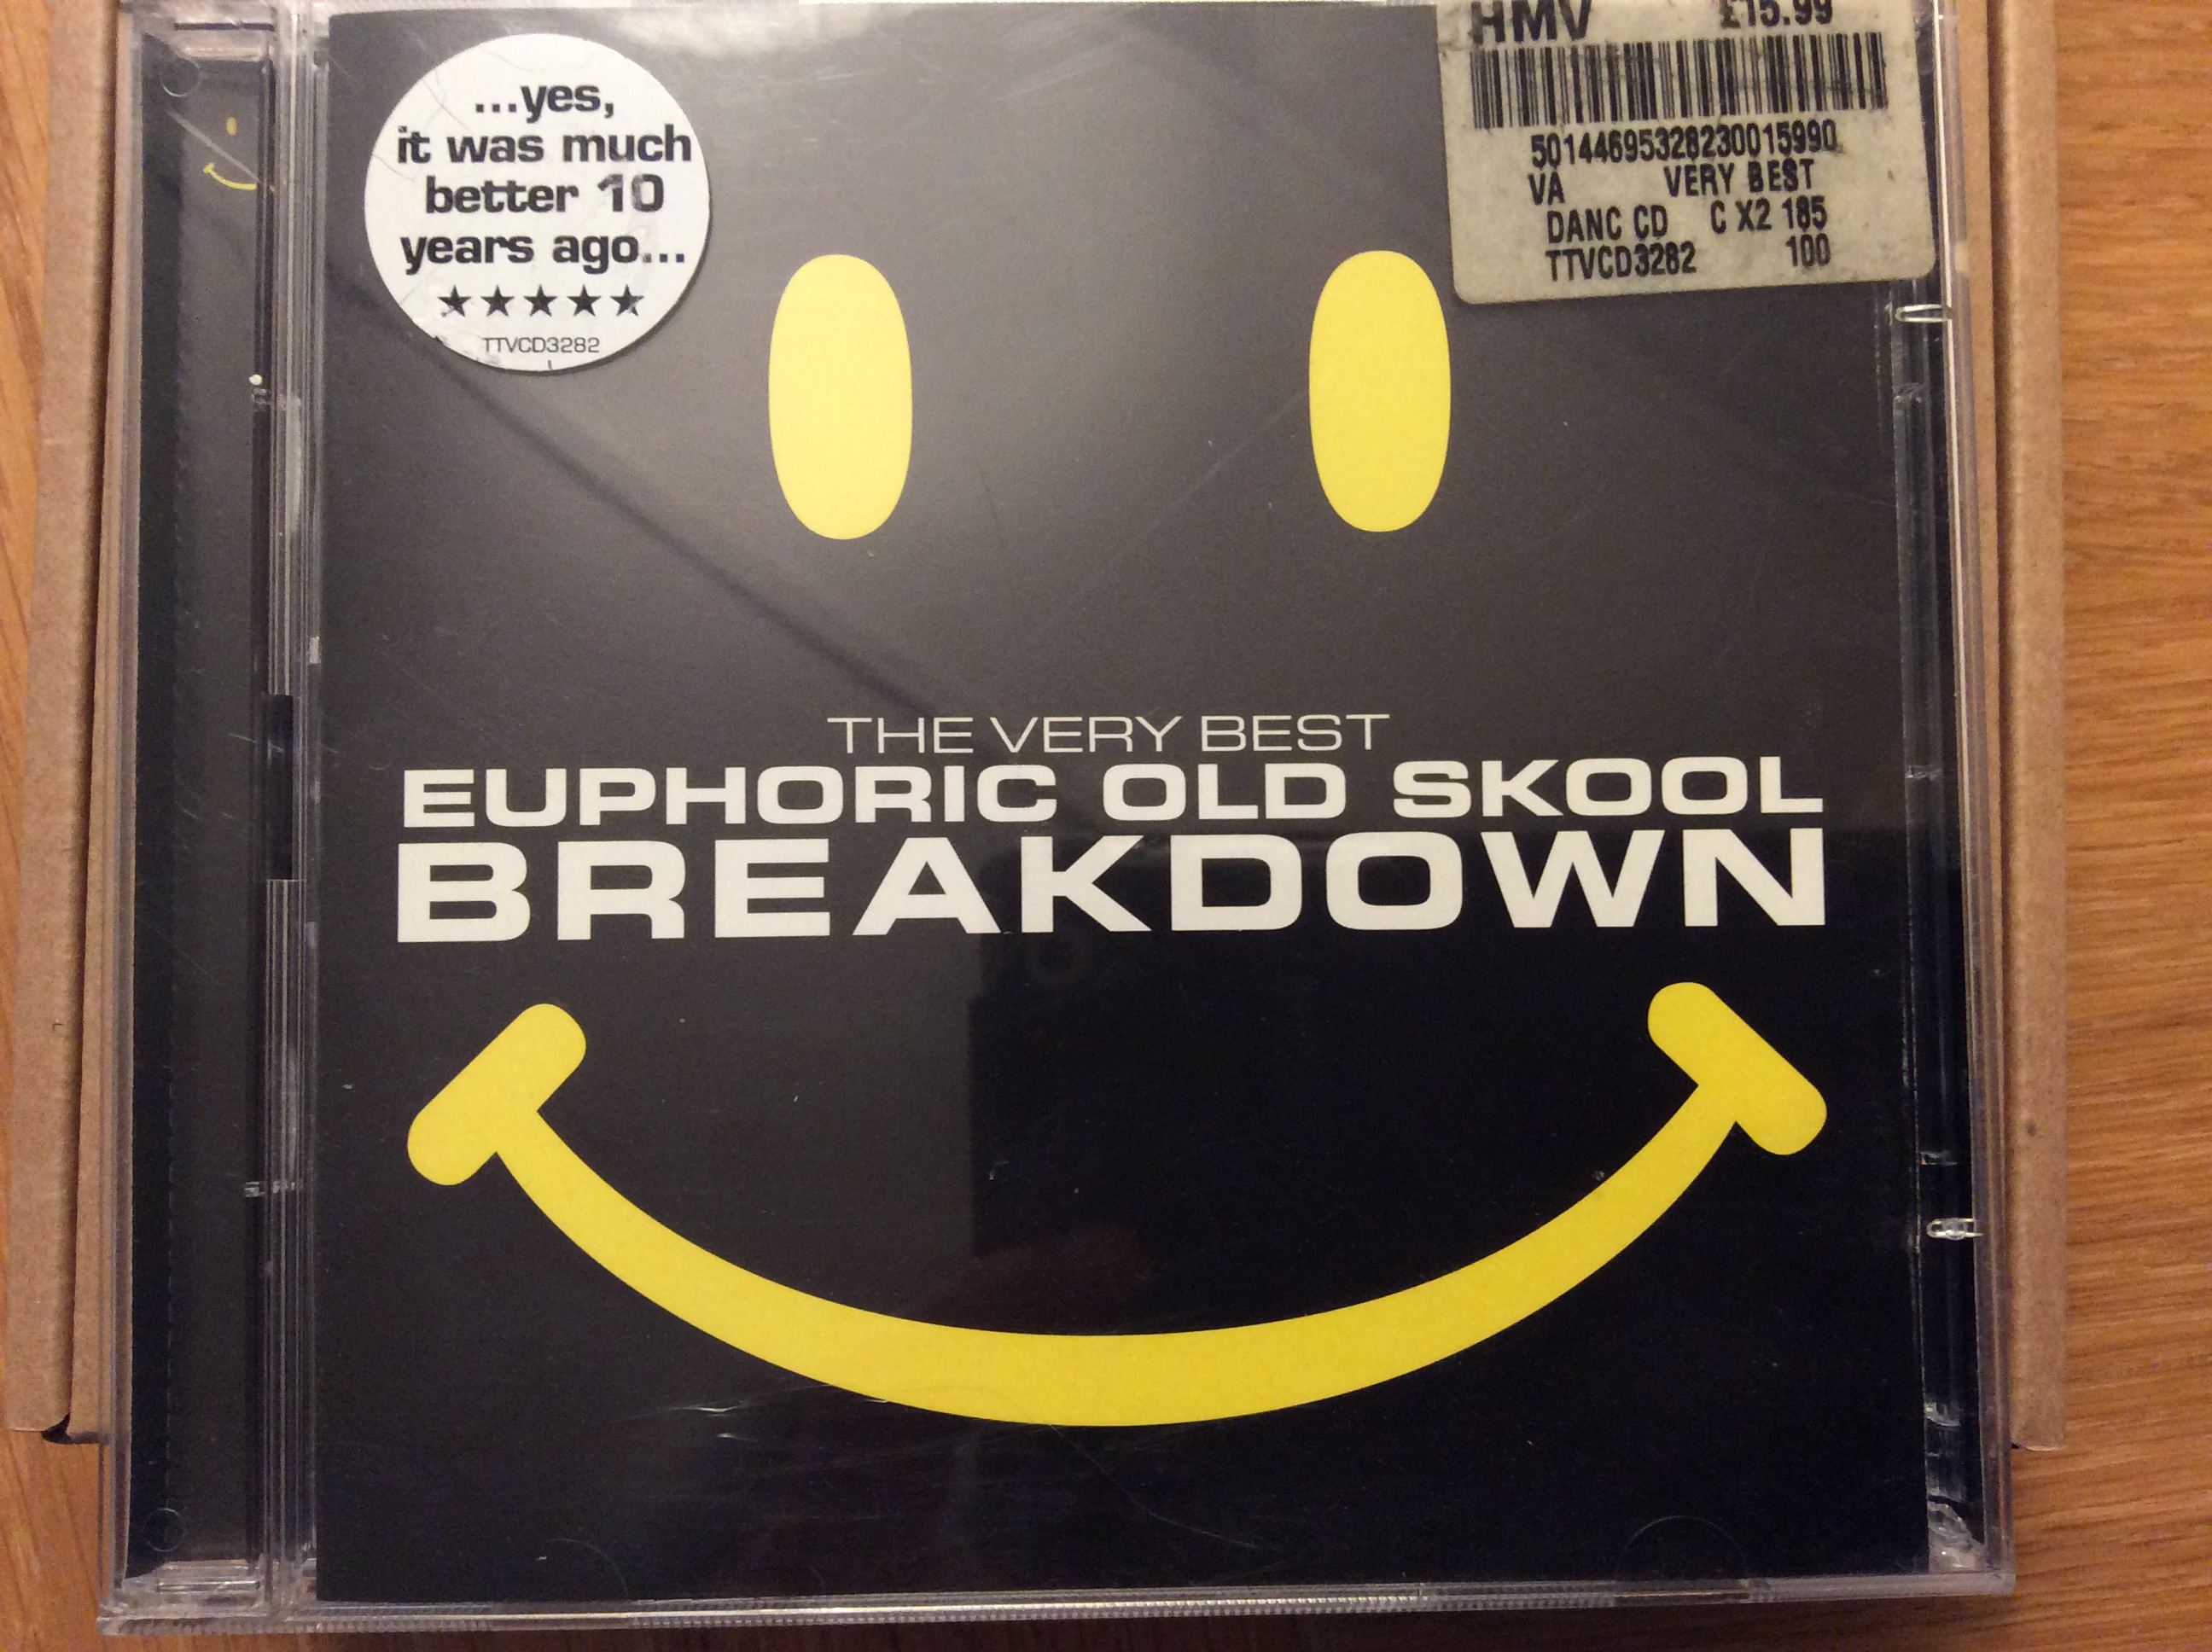 ...yes,
it was much
better 10
years ago...
★★★★★
TTVCD3282
HMV £15.99
50144695328230015990
VA VERY BEST
DANC CD C X2 185
TTVCD3282 100
THE VERY BEST
EUPHORIC OLD SKOOL
BREAKDOWN